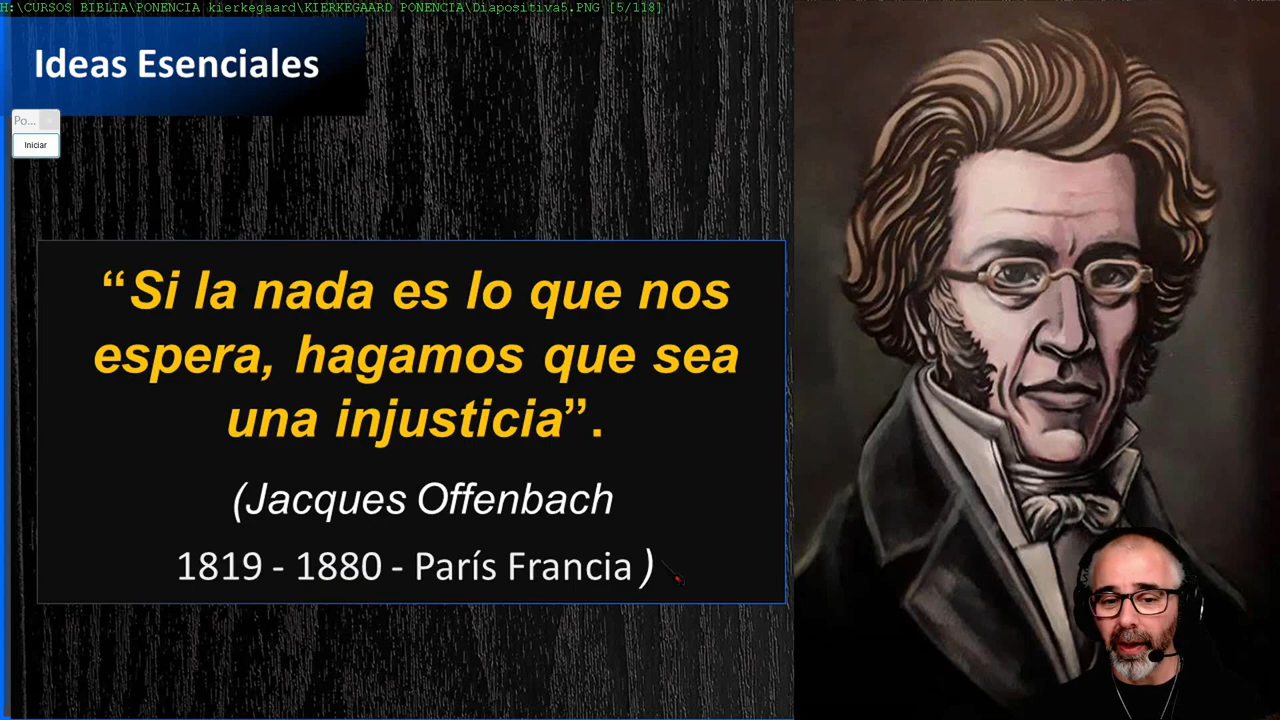 H:\CURSOS BIBLIA\PONENCIA kierkegaard\KIERKEGAARD PONENCIA\Diapositiva5.PNG [5/118]
Ideas Esenciales
Po...
Iniciar
“Si la nada es lo que nos
espera, hagamos que sea
una injusticia”.
(Jacques Offenbach
1819 - 1880 - París Francia )